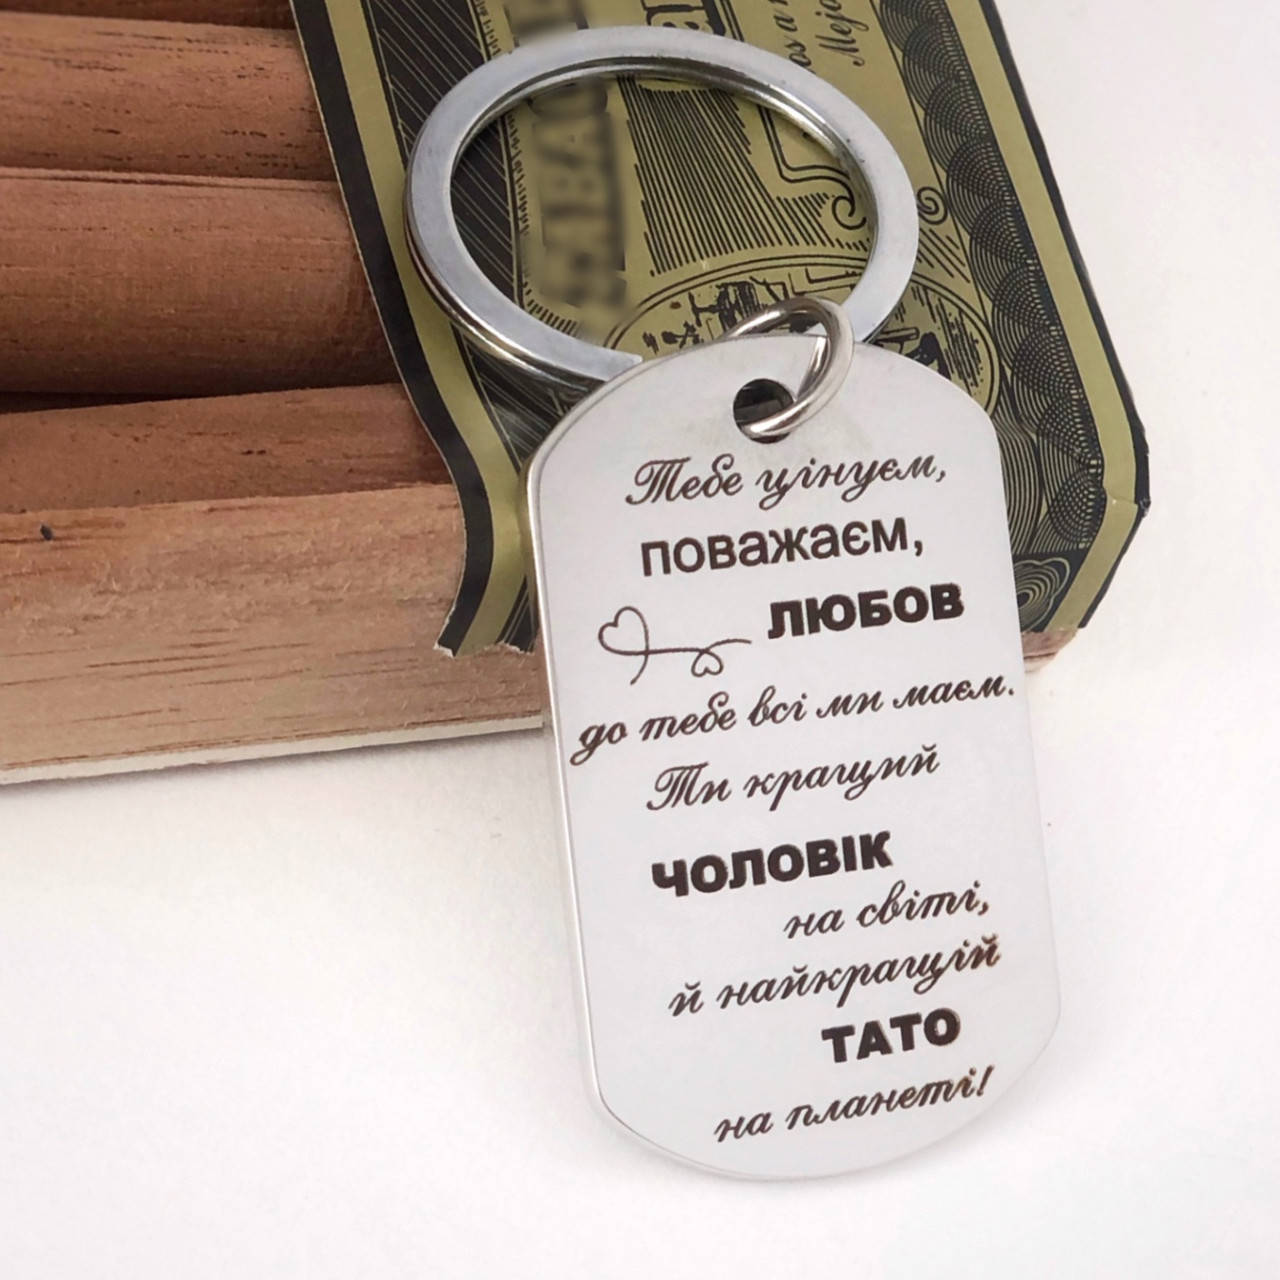 Тебе цінуєм,
поважаєм,
ЛЮБОВ
до тебе всі ми маєм.
Ти кращий
ЧОЛОВІК
на світі,
й найкращій
ТАТО
на планеті!